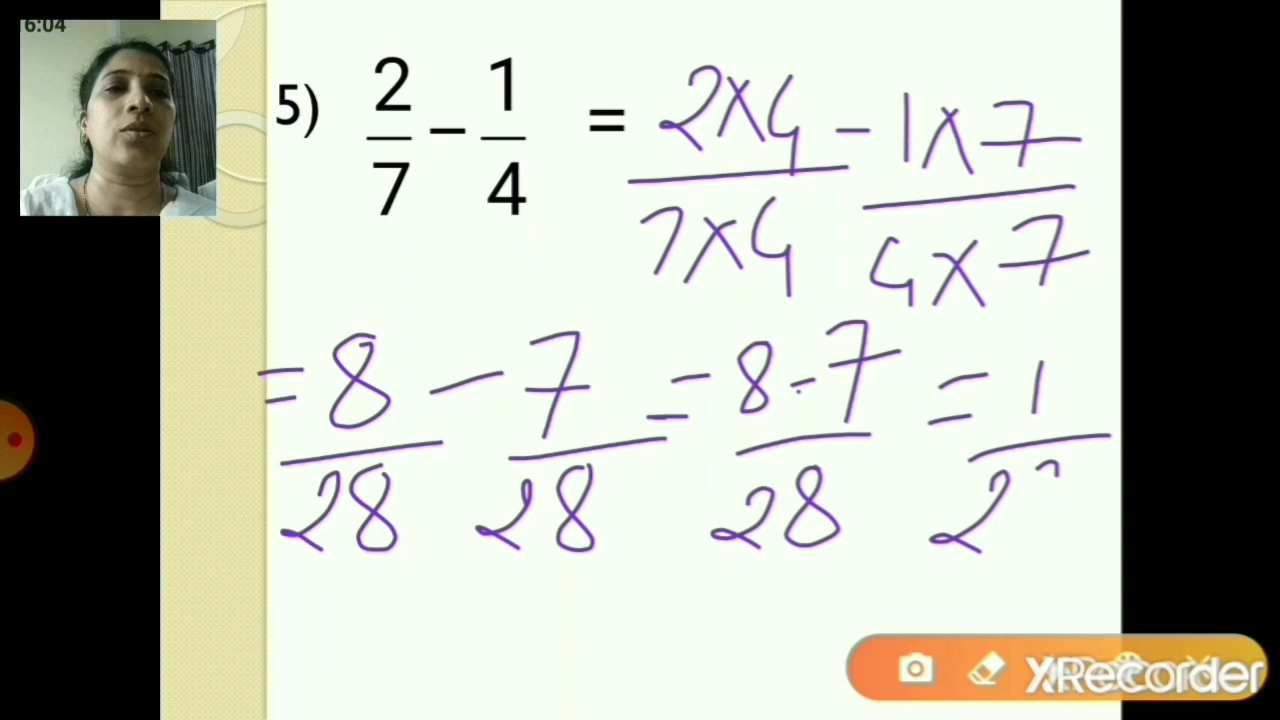 6:04
5) 2/7 − 1/4 = 2×4/7×4 − 1×7/4×7
= 8/28 − 7/28 = 8-7/28 = 1/2
XRecorder